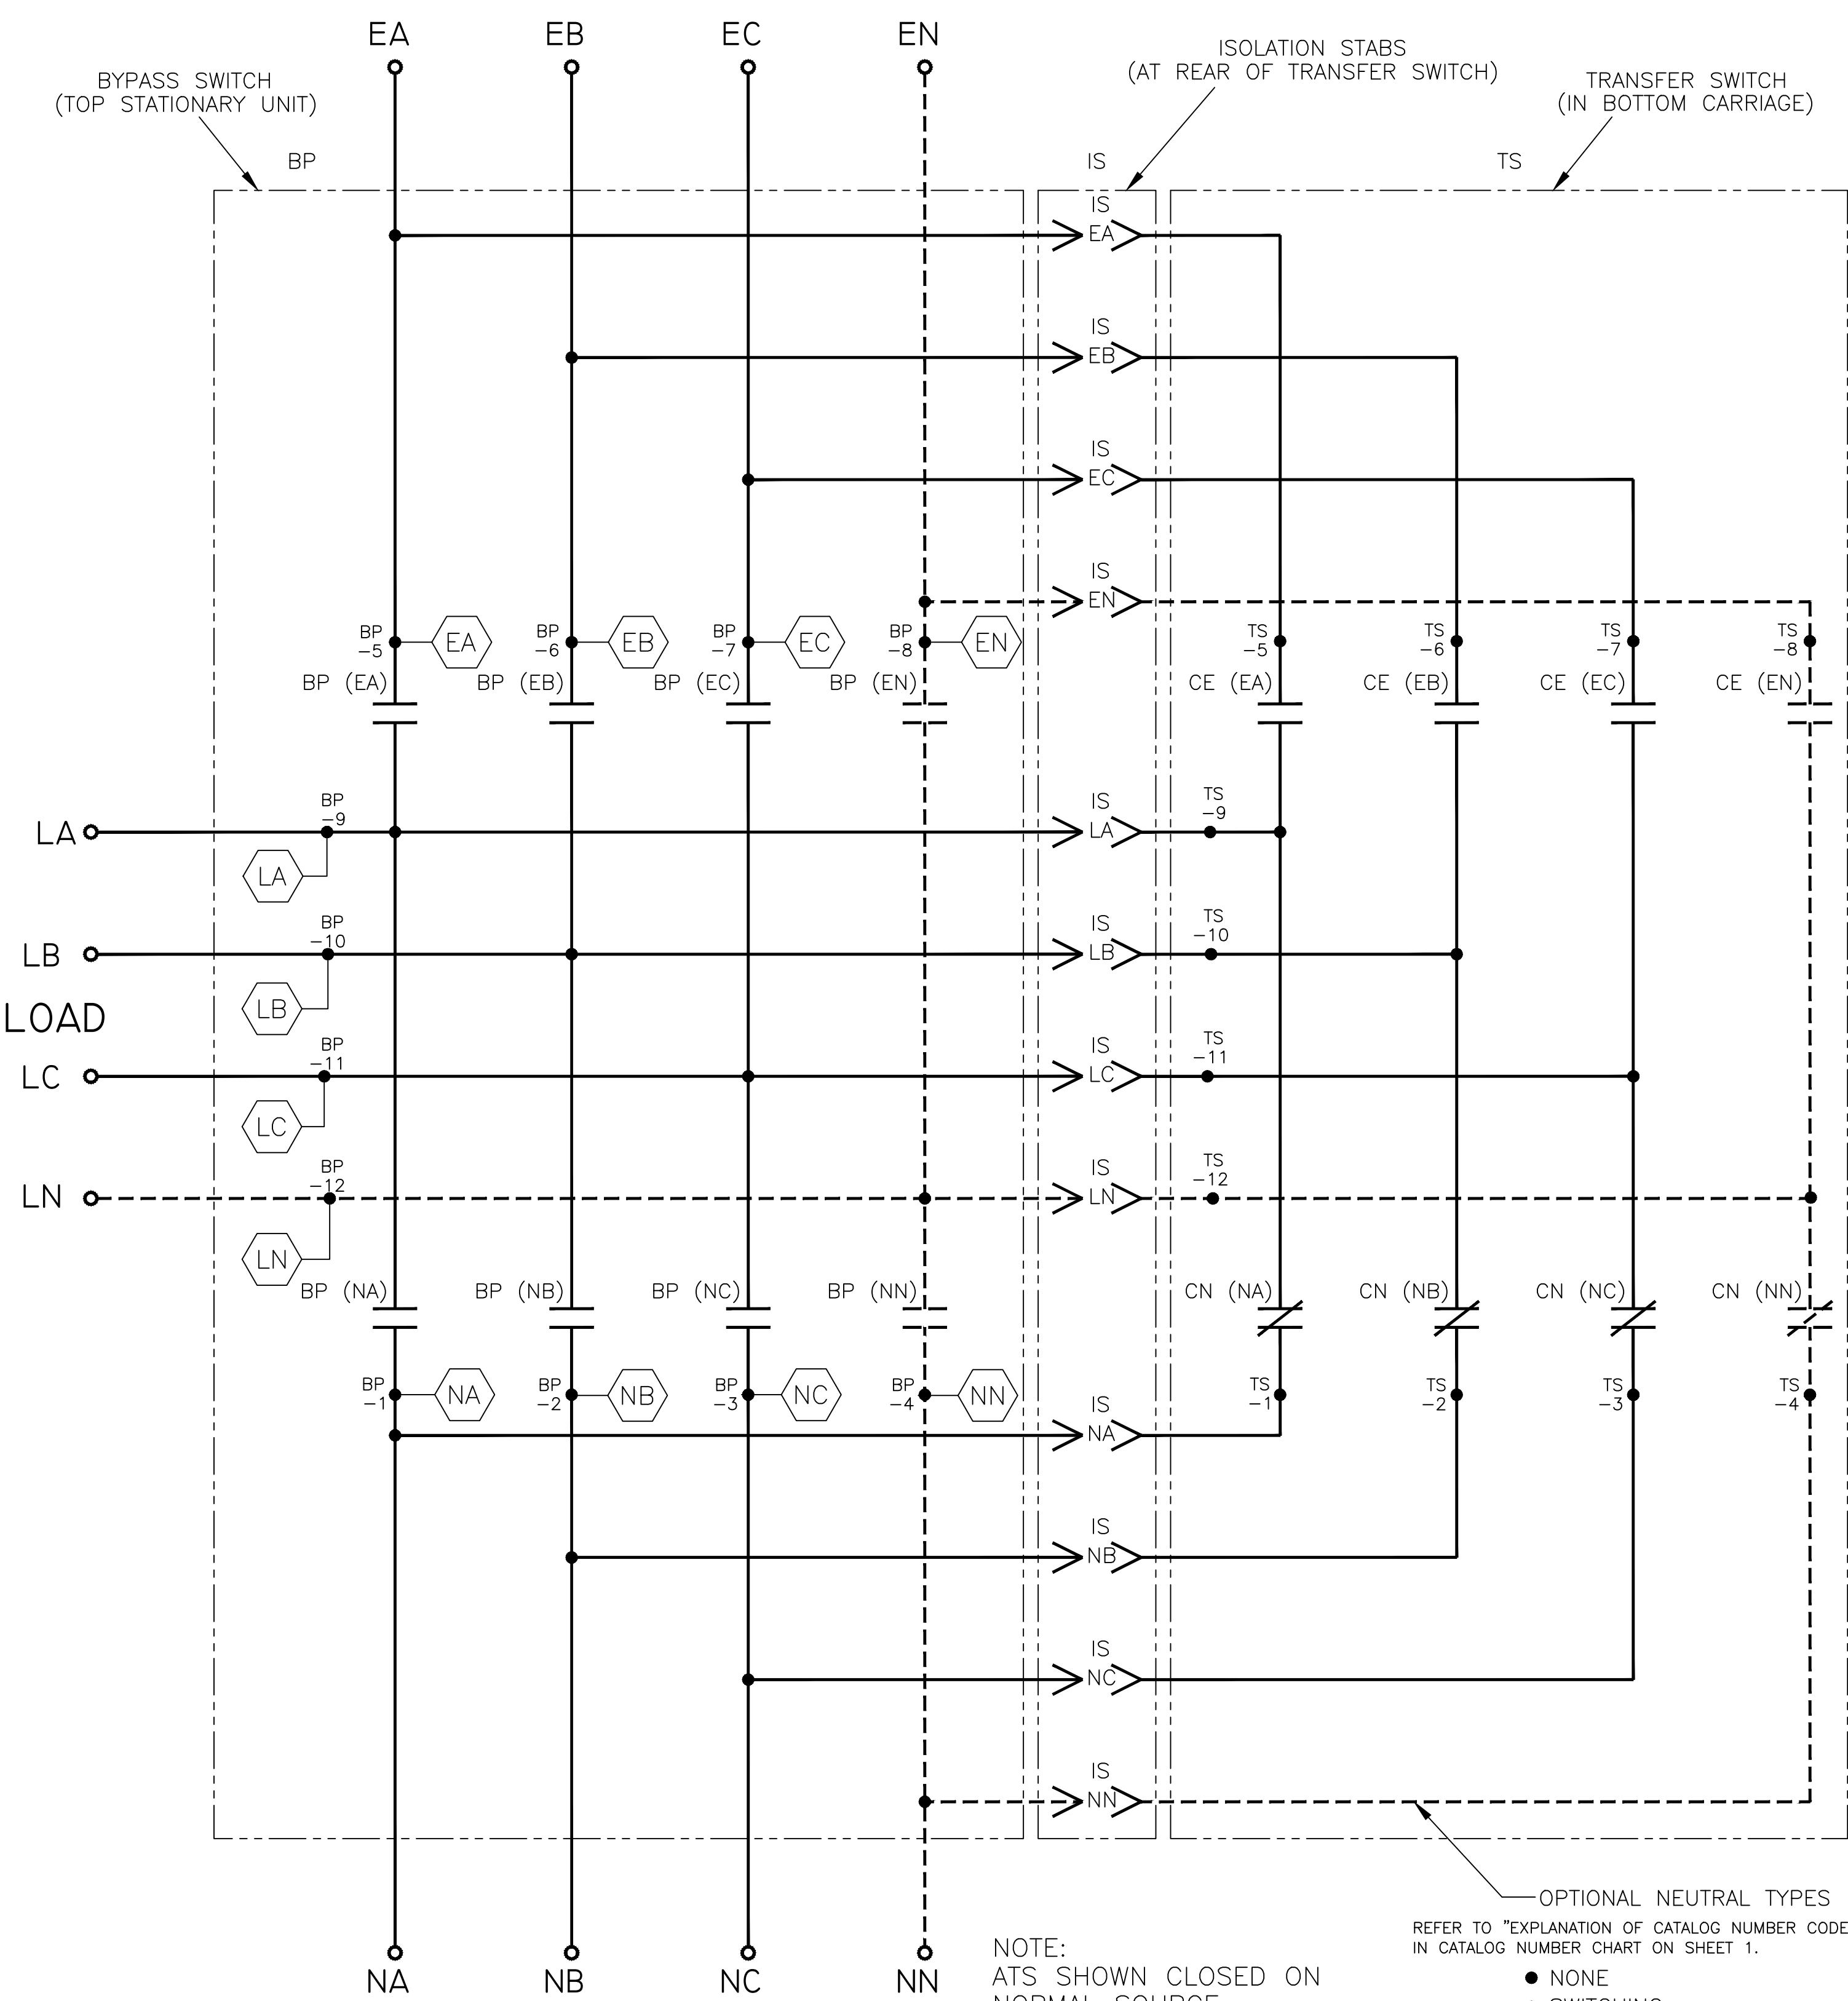 EA EB EC EN
ISOLATION STABS
(AT REAR OF TRANSFER SWITCH)
BYPASS SWITCH
(TOP STATIONARY UNIT)
TRANSFER SWITCH
(IN BOTTOM CARRIAGE)
BP IS TS
IS
EA
IS
EB
IS
EC
IS
EN
BP
-5
EA
BP
-6
EB
BP
-7
EC
BP
-8
EN
TS
-5
TS
-6
TS
-7
TS
-8
BP (EA) BP (EB) BP (EC) BP (EN) CE (EA) CE (EB) CE (EC) CE (EN)
LA
BP
-9
LA
IS
LA
TS
-9
LB
BP
-10
LB
IS
LB
TS
-10
LOAD
LC
BP
-11
LC
IS
LC
TS
-11
LN
BP
-12
LN
IS
LN
TS
-12
BP (NA) BP (NB) BP (NC) BP (NN) CN (NA) CN (NB) CN (NC) CN (NN)
BP
-1
NA
BP
-2
NB
BP
-3
NC
BP
-4
NN
TS
-1
TS
-2
TS
-3
TS
-4
IS
NA
IS
NB
IS
NC
IS
NN
OPTIONAL NEUTRAL TYPES
REFER TO "EXPLANATION OF CATALOG NUMBER CODE
IN CATALOG NUMBER CHART ON SHEET 1.
● NONE
NA NB NC NN
NOTE:
ATS SHOWN CLOSED ON
NORMAL SOURCE